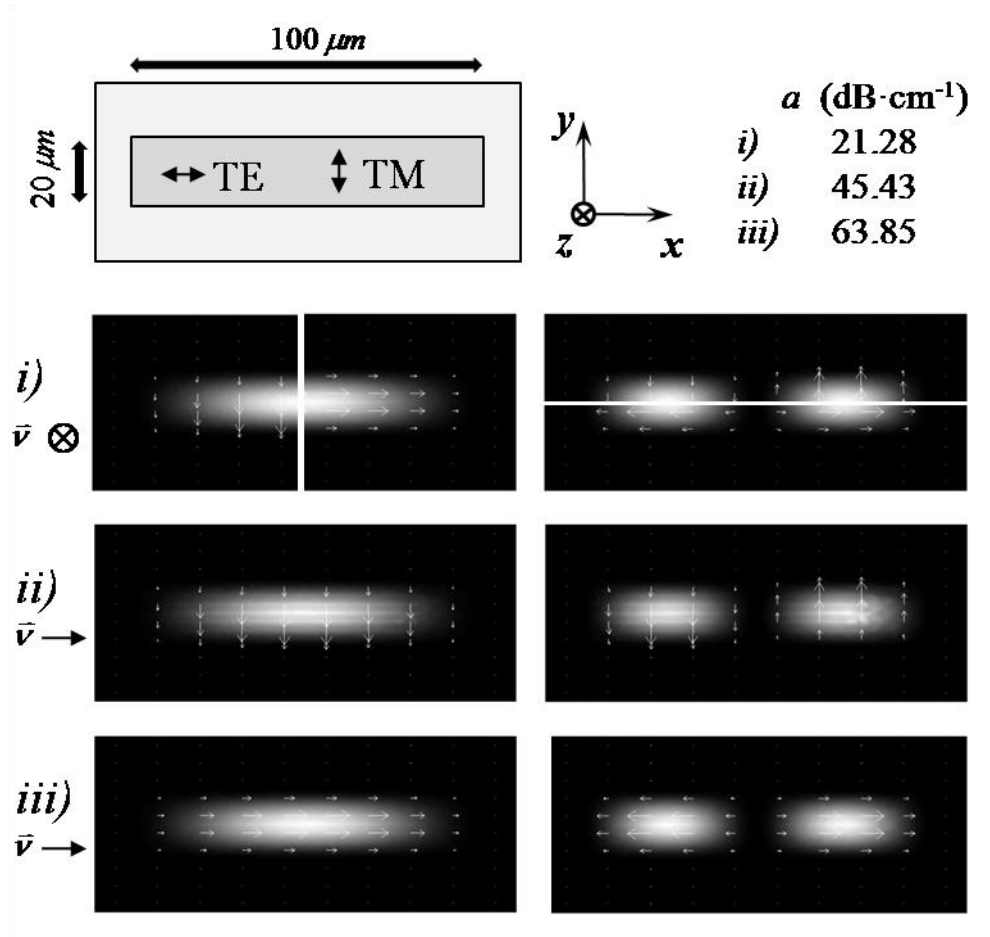 100 μm
20 μm
TE
TM
y
z
x
a (dB·cm-1)
i) 21.28
ii) 45.43
iii) 63.85
i)
v⃗ ⊗
ii)
v⃗ →
iii)
v⃗ →